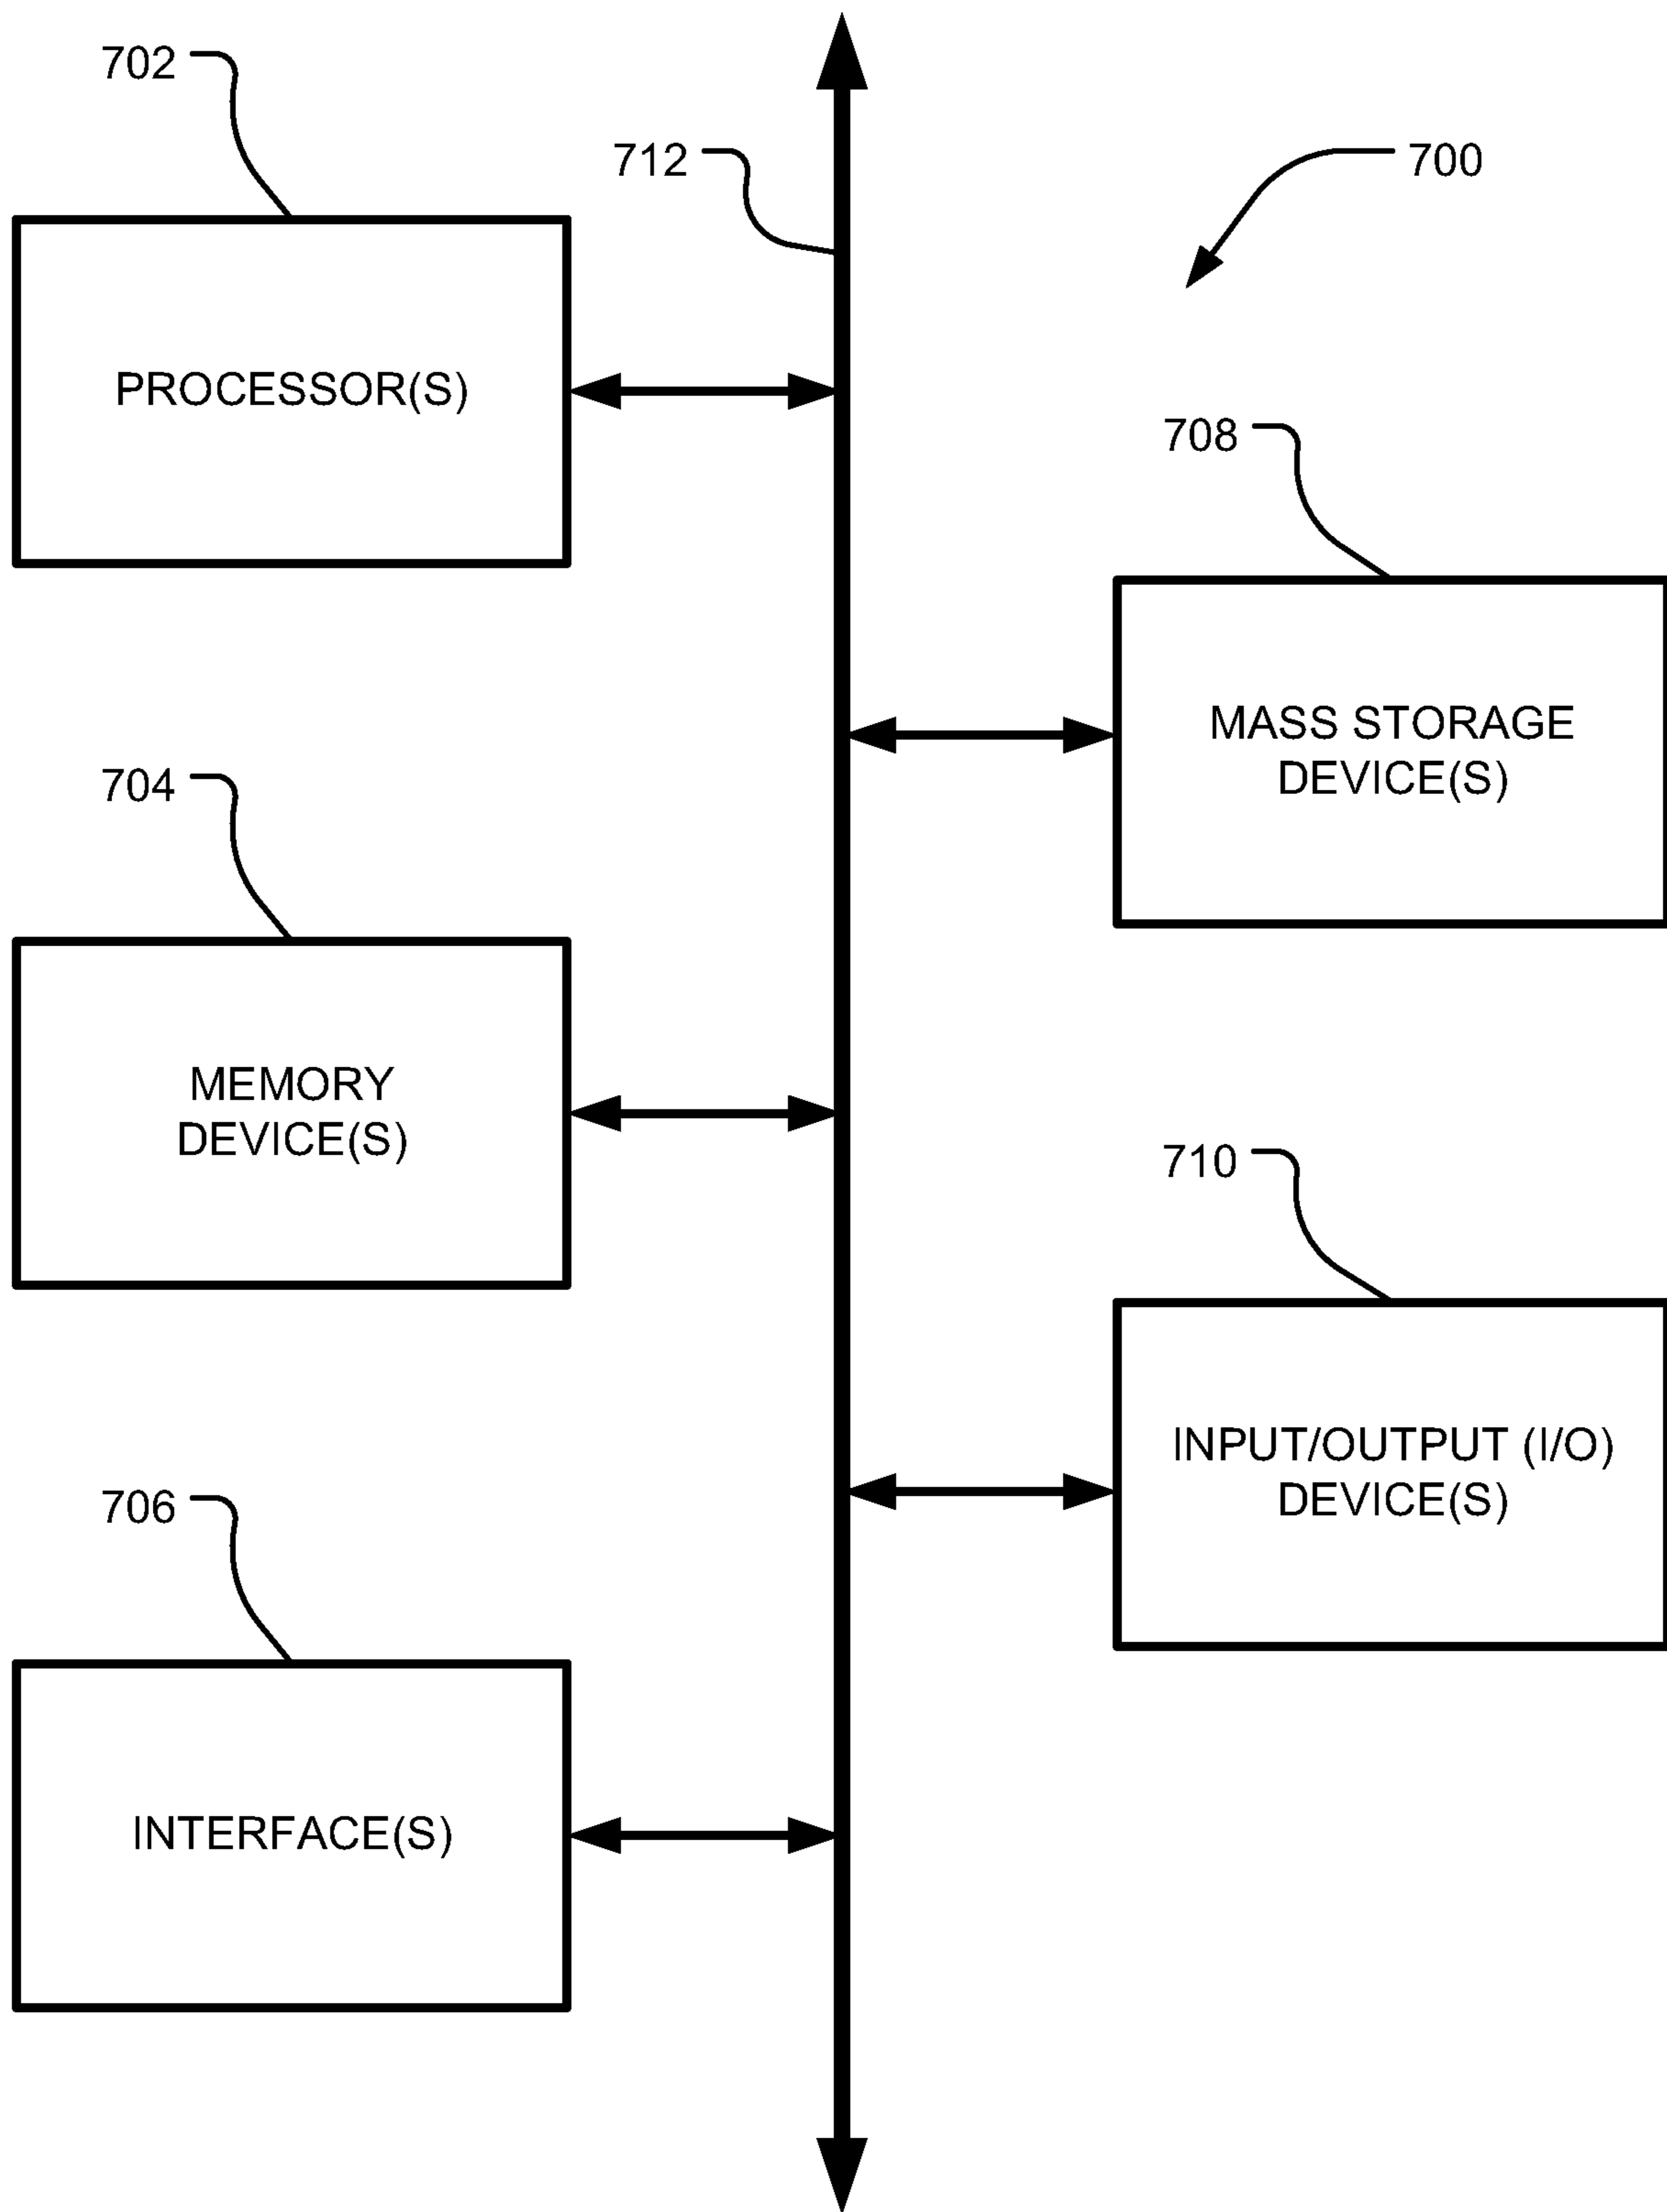 702
712
700
PROCESSOR(S)
708
MASS STORAGE
DEVICE(S)
704
MEMORY
DEVICE(S)
710
INPUT/OUTPUT (I/O)
DEVICE(S)
706
INTERFACE(S)